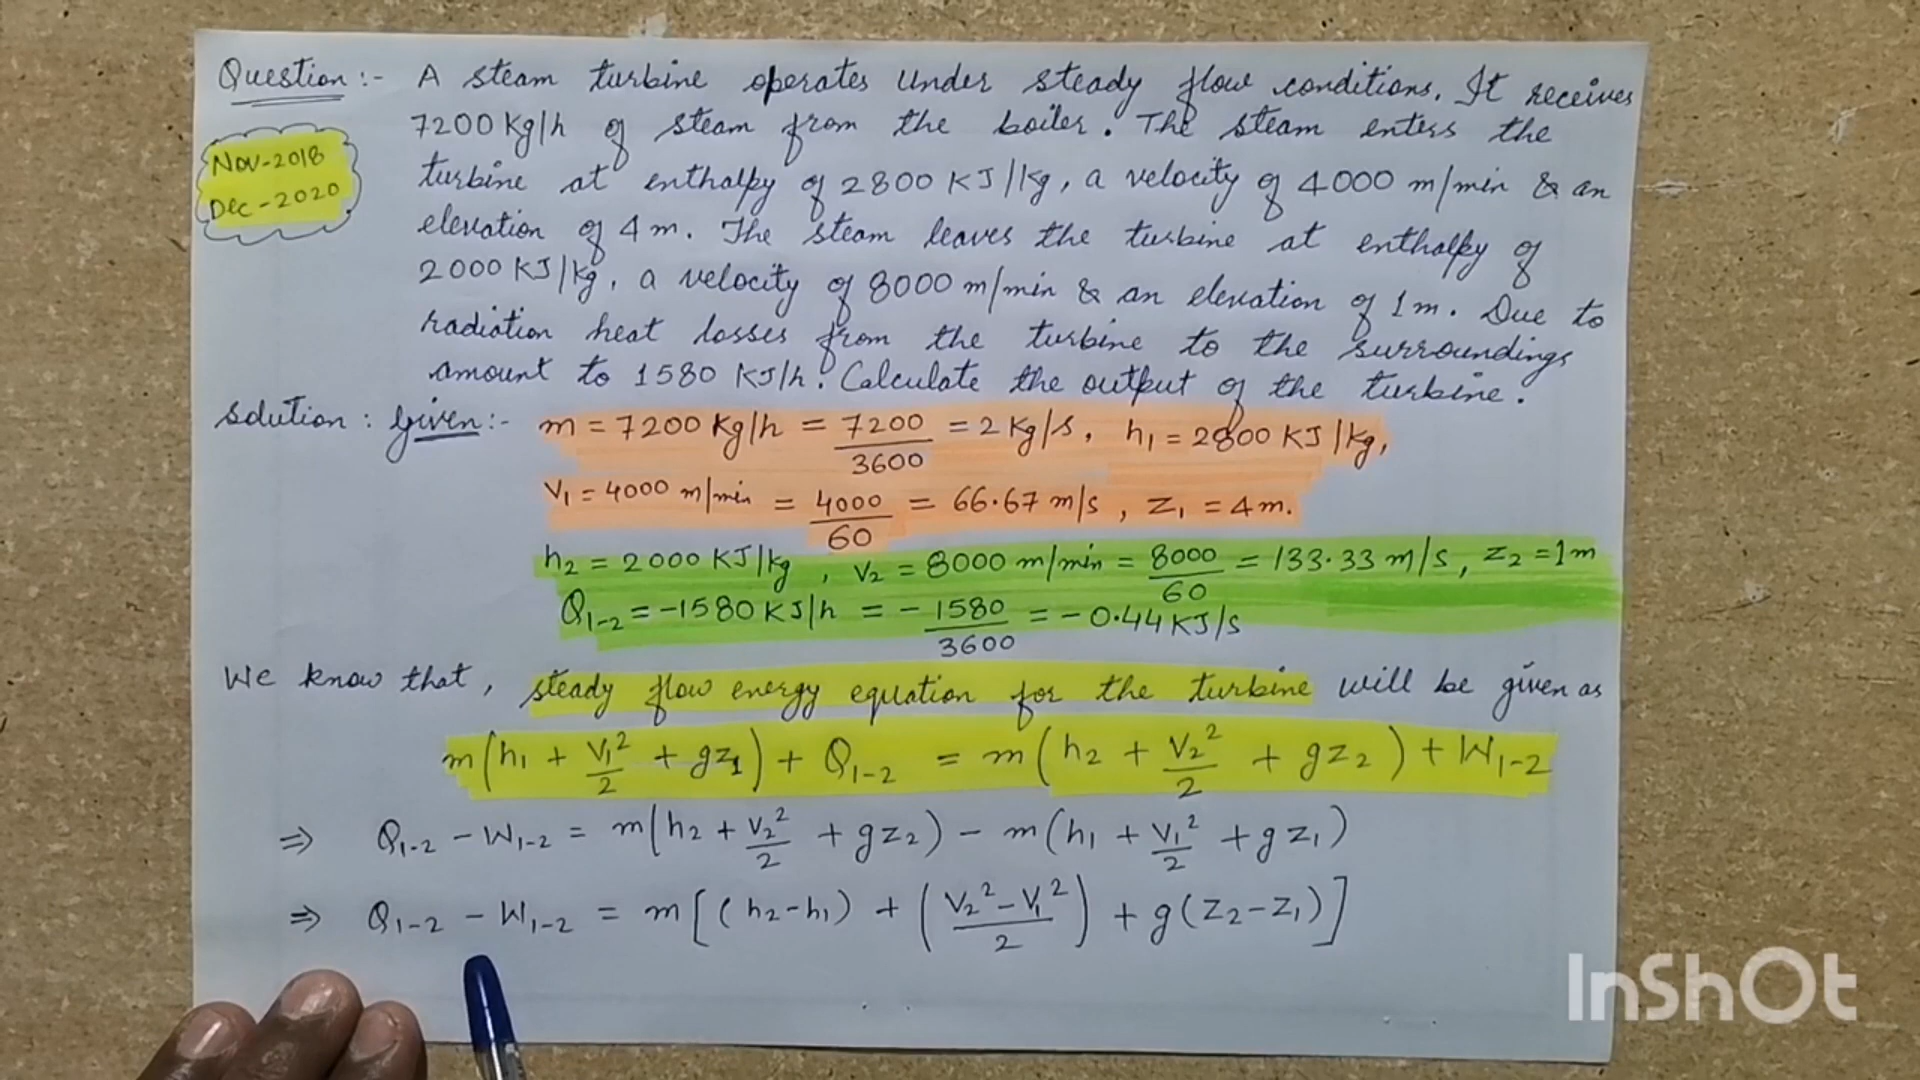 Question :- A steam turbine operates under steady flow conditions. It receives
7200 Kg/h of steam from the boiler. The steam enters the
Nov-2018
Dec-2020
turbine at enthalpy of 2800 KJ/kg, a velocity of 4000 m/min & an
elevation of 4 m. The steam leaves the turbine at enthalpy of
2000 KJ/kg, a velocity of 8000 m/min & an elevation of 1m. Due to
radiation heat losses from the turbine to the surroundings
amount to 1580 KJ/h. Calculate the output of the turbine.
Solution : Given :- m = 7200 Kg/h = 7200/3600 = 2 Kg/s, h₁ = 2800 KJ/kg,
V₁ = 4000 m/min = 4000/60 = 66.67 m/s, Z₁ = 4m.
h₂ = 2000 KJ/kg, V₂ = 8000 m/min = 8000/60 = 133.33 m/s, Z₂ = 1m
Q₁₋₂ = -1580 KJ/h = - 1580/3600 = - 0.44 KJ/s
We know that, steady flow energy equation for the turbine will be given as
m(h₁ + V₁²/2 + gz₁) + Q₁₋₂ = m(h₂ + V₂²/2 + gz₂) + W₁₋₂
⇒ Q₁₋₂ - W₁₋₂ = m(h₂ + V₂²/2 + gz₂) - m(h₁ + V₁²/2 + gz₁)
⇒ Q₁₋₂ - W₁₋₂ = m[(h₂-h₁) + (V₂²-V₁²/2) + g(Z₂-Z₁)]
InShOt